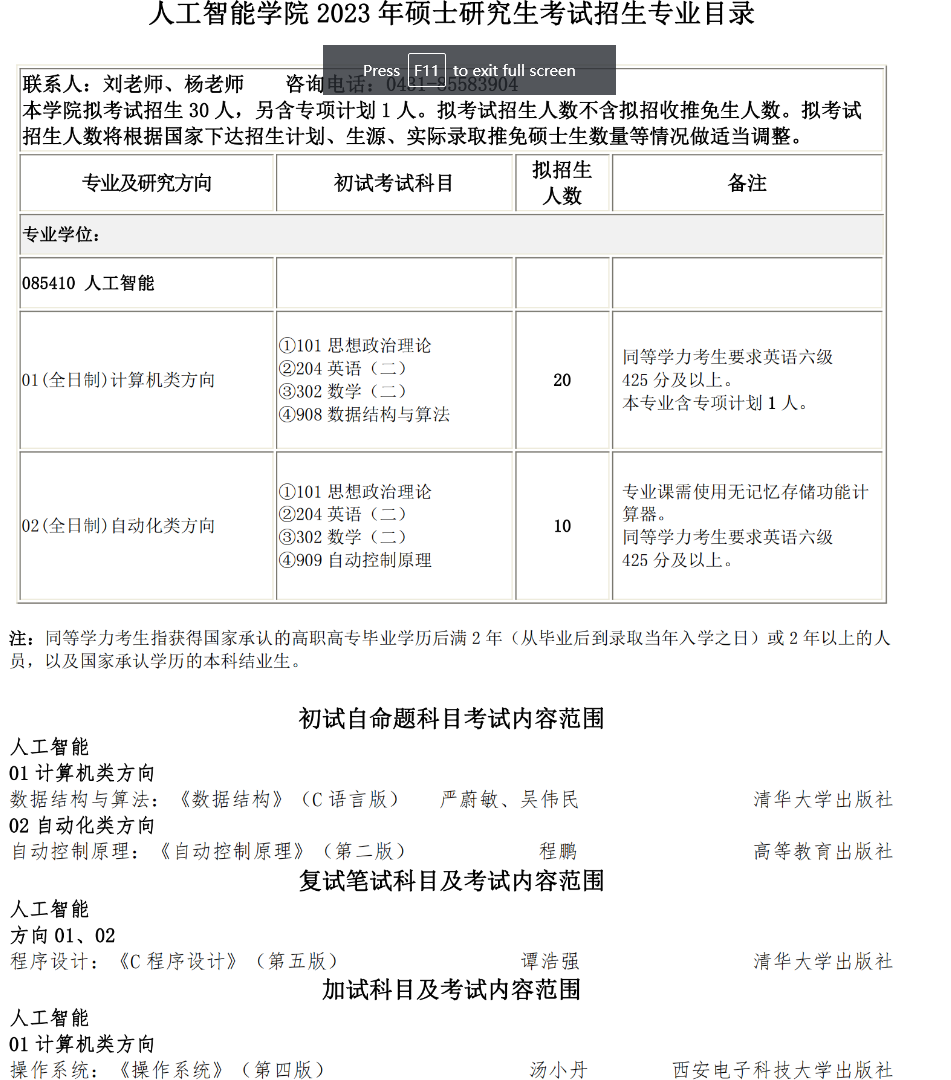 人工智能学院 2023 年硕士研究生考试招生专业目录
Press F11 to exit full screen
联系人：刘老师、杨老师 咨询电话：0431-85583904
本学院拟考试招生 30 人，另含专项计划 1 人。拟考试招生人数不含拟招收推免生人数。拟考试
招生人数将根据国家下达招生计划、生源、实际录取推免硕士生数量等情况做适当调整。
专业及研究方向 初试考试科目 拟招生人数 备注
专业学位：
085410 人工智能
01(全日制)计算机类方向
①101 思想政治理论
②204 英语（二）
③302 数学（二）
④908 数据结构与算法
20
同等学力考生要求英语六级
425 分及以上。
本专业含专项计划 1 人。
02(全日制)自动化类方向
①101 思想政治理论
②204 英语（二）
③302 数学（二）
④909 自动控制原理
10
专业课需使用无记忆存储功能计
算器。
同等学力考生要求英语六级
425 分及以上。
注：同等学力考生指获得国家承认的高职高专毕业学历后满 2 年（从毕业后到录取当年入学之日）或 2 年以上的人
员，以及国家承认学历的本科结业生。
初试自命题科目考试内容范围
人工智能
01 计算机类方向
数据结构与算法：《数据结构》（C 语言版） 严蔚敏、吴伟民 清华大学出版社
02 自动化类方向
自动控制原理：《自动控制原理》（第二版） 程鹏 高等教育出版社
复试笔试科目及考试内容范围
人工智能
方向 01、02
程序设计：《C 程序设计》（第五版） 谭浩强 清华大学出版社
加试科目及考试内容范围
人工智能
01 计算机类方向
操作系统：《操作系统》（第四版） 汤小丹 西安电子科技大学出版社